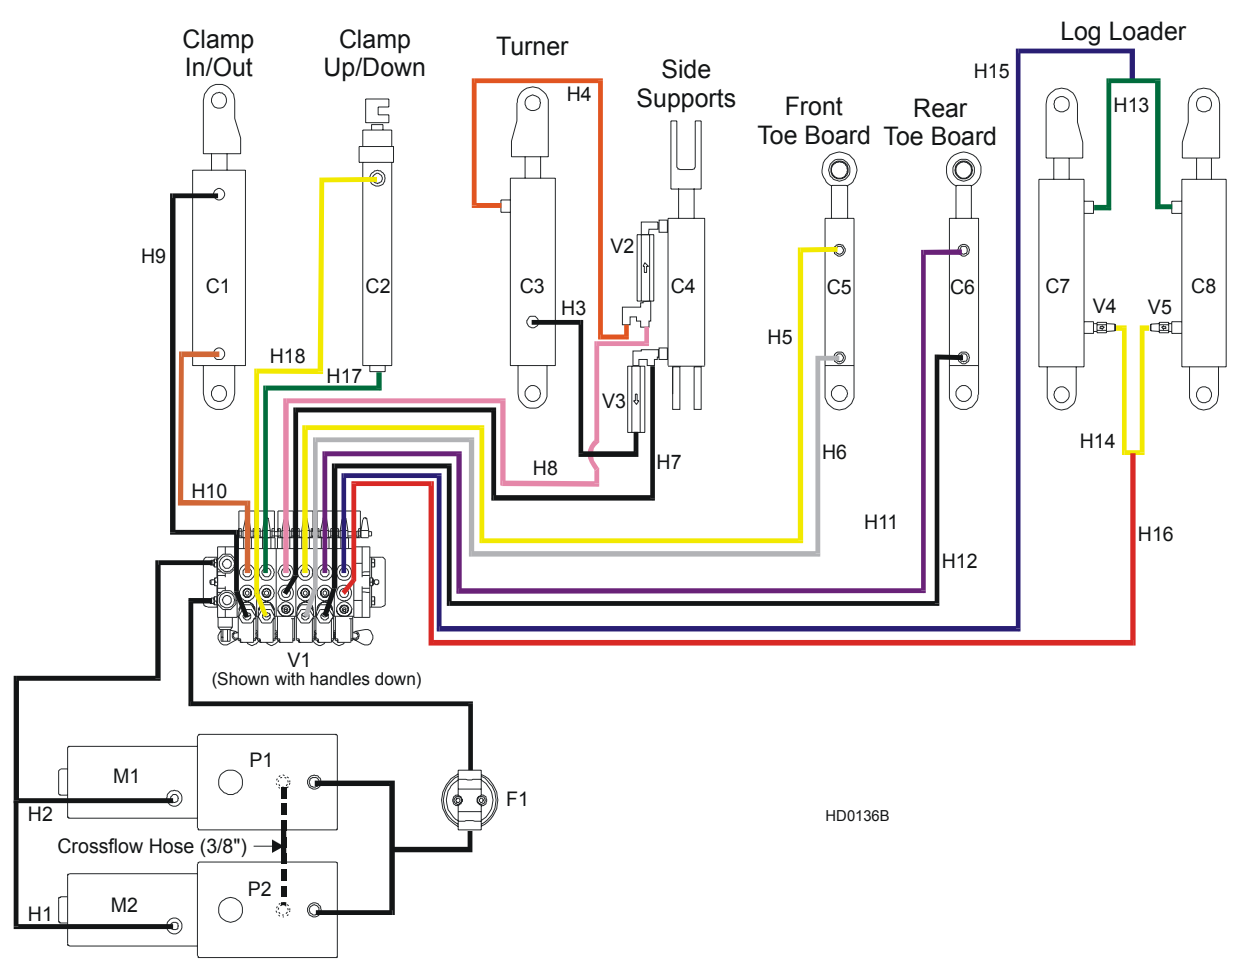 Clamp
In/Out
Clamp
Up/Down
Turner
Side
Supports
Front
Toe Board
Rear
Toe Board
Log Loader
H15
H4
H13
H9
V2
C1
C2
C3
C4
C5
C6
C7
C8
H3
V4
V5
H5
H18
H17
V3
H14
H8
H7
H6
H10
H11
H16
H12
V1
(Shown with handles down)
M1
P1
H2
F1
HD0136B
Crossflow Hose (3/8")
M2
P2
H1